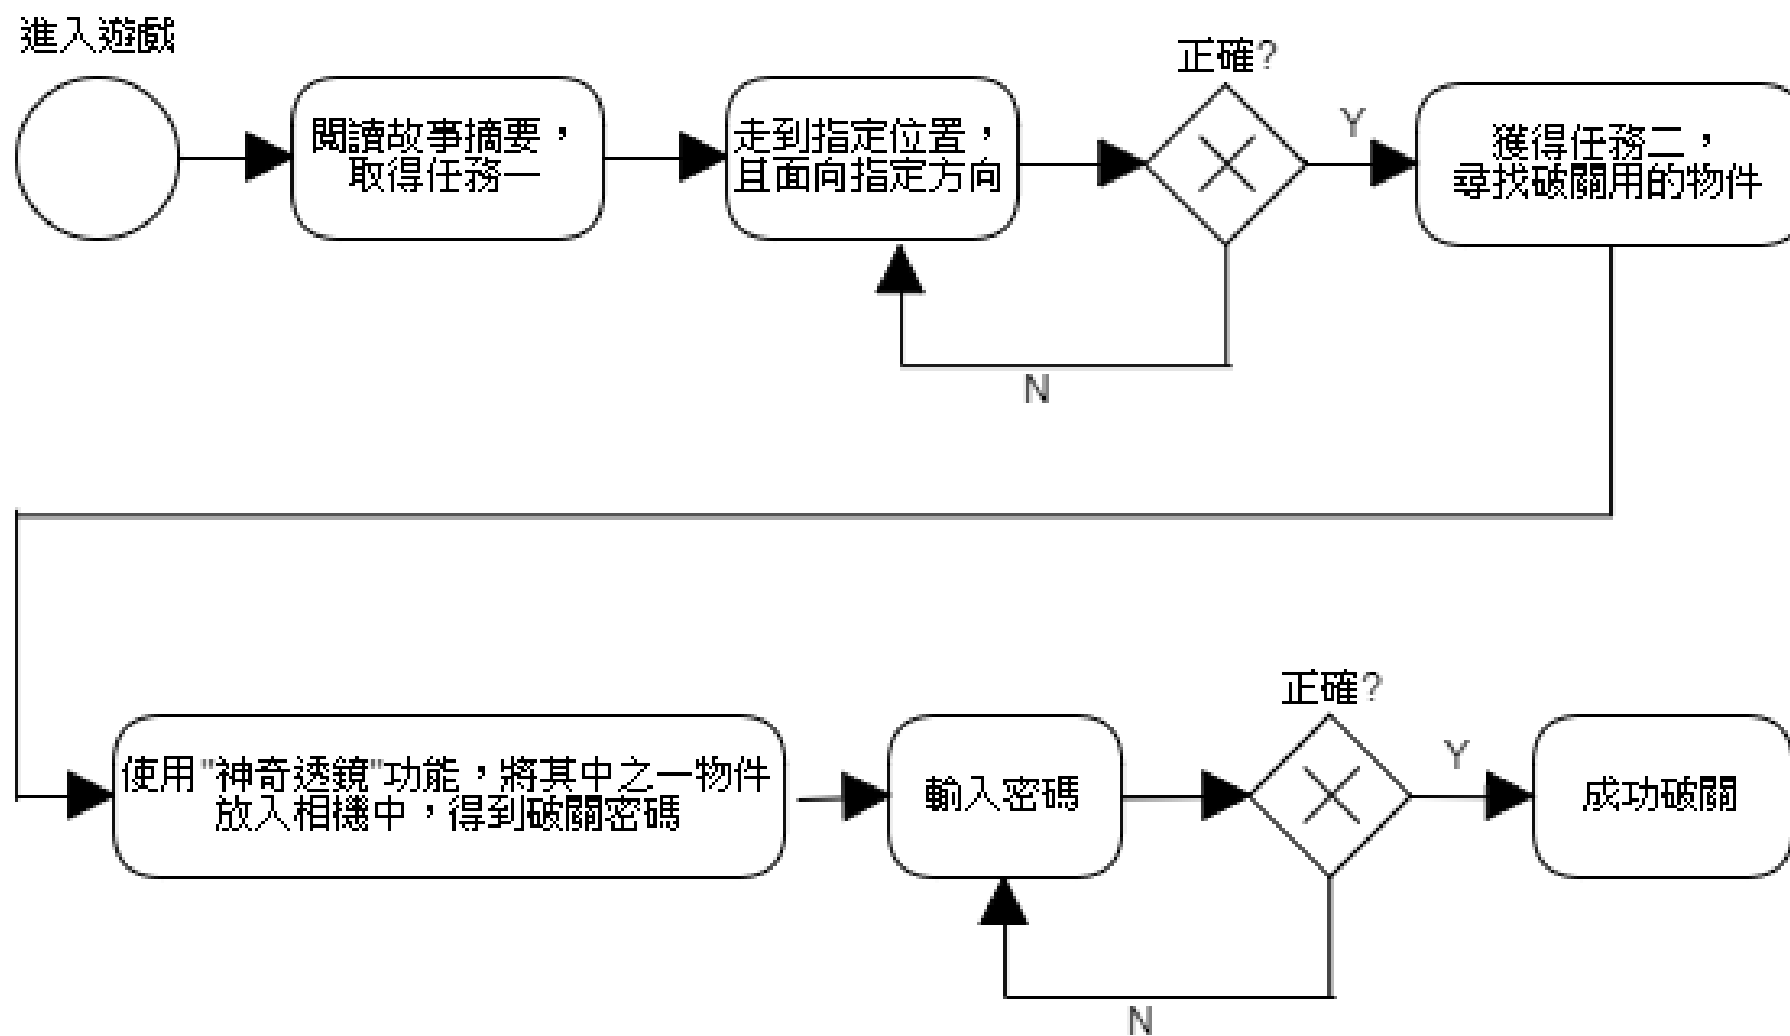 進入遊戲
閱讀故事摘要，
取得任務一
走到指定位置，
且面向指定方向
正確?
Y
N
獲得任務二，
尋找破關用的物件
使用"神奇透鏡"功能，將其中之一物件
放入相機中，得到破關密碼
輸入密碼
正確?
Y
N
成功破關